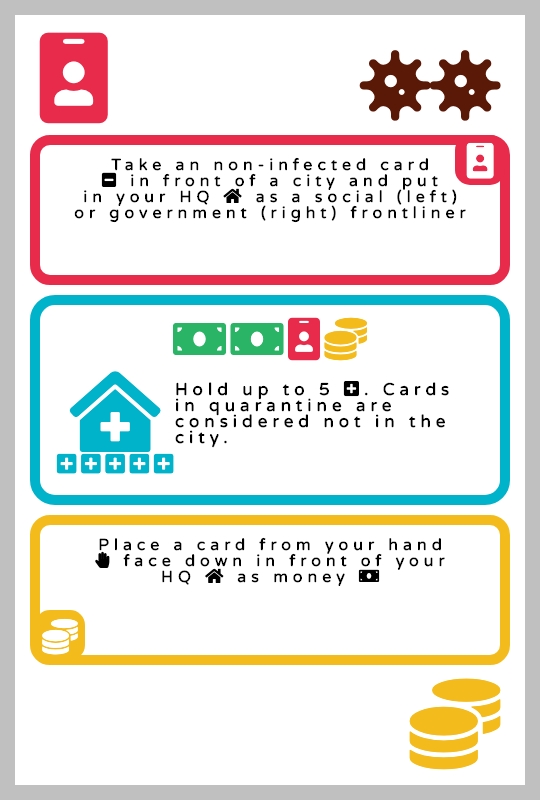 Take an non-infected card
in front of a city and put
in your HQ as a social (left)
or government (right) frontliner
Hold up to 5 . Cards
in quarantine are
considered not in the
city.
Place a card from your hand
face down in front of your
HQ as money